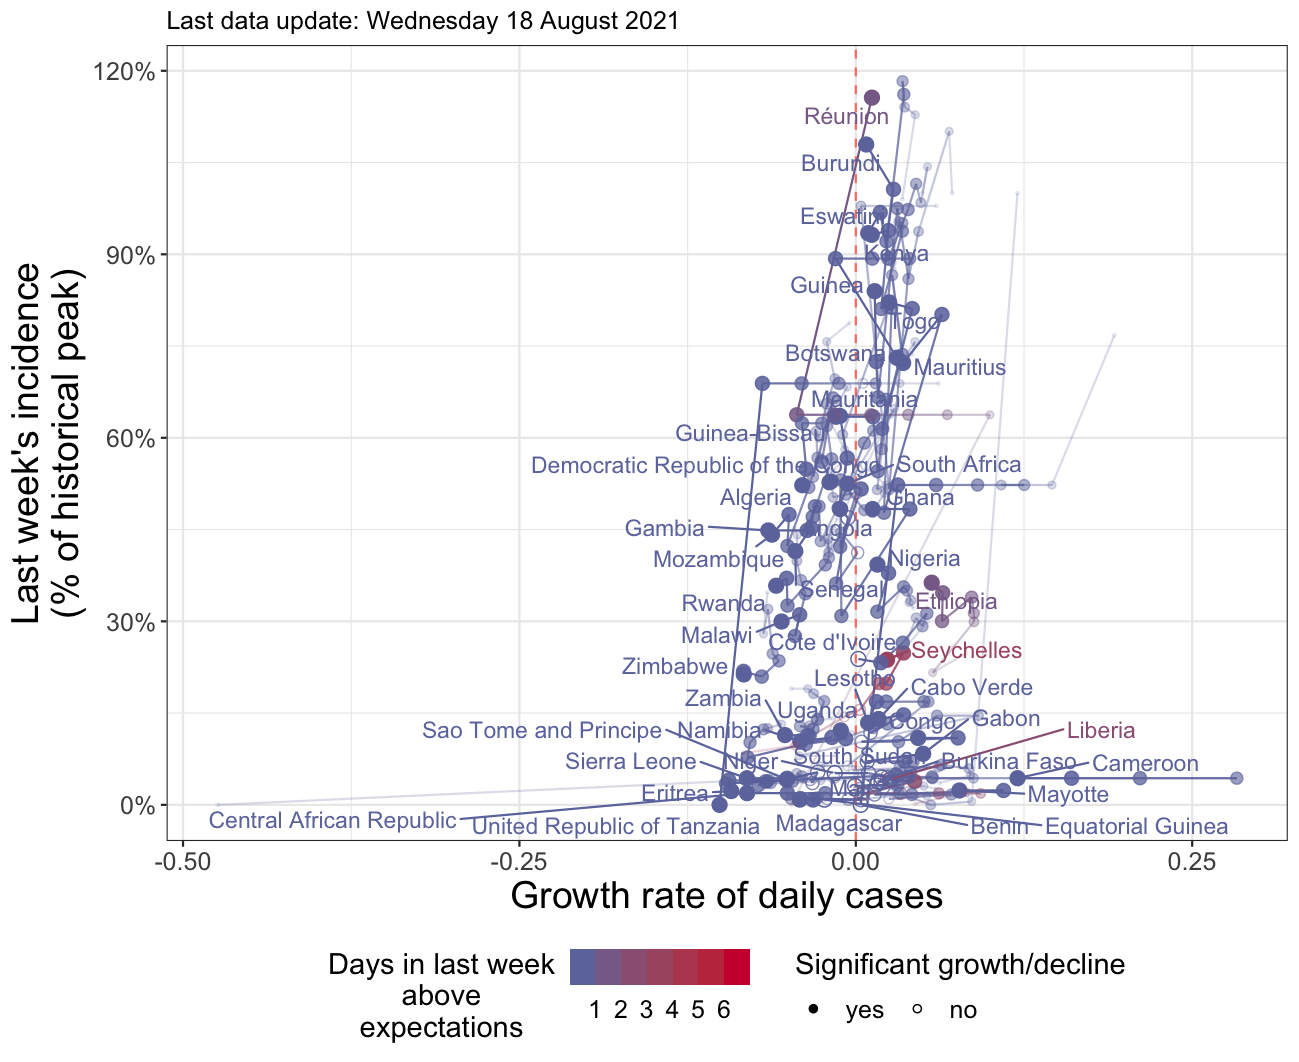 Last data update: Wednesday 18 August 2021
120%
90%
60%
30%
0%
Last week's incidence
(% of historical peak)
Réunion
Burundi
Eswatini
Kenya
Guinea
Togo
Botswana
Mauritius
Mauritania
Guinea-Bissau
Democratic Republic of the Congo
South Africa
Algeria
Ghana
Gambia
Angola
Mozambique
Nigeria
Senegal
Rwanda
Ethiopia
Malawi
Cote d'Ivoire
Seychelles
Zimbabwe
Lesotho
Cabo Verde
Zambia
Uganda
Congo
Gabon
Sao Tome and Principe
Namibia
Liberia
Sierra Leone
Niger
South Sudan
Burkina Faso
Cameroon
Eritrea
Mayotte
Central African Republic
United Republic of Tanzania
Madagascar
Benin
Equatorial Guinea
-0.50
-0.25
0.00
0.25
Growth rate of daily cases
Days in last week
above
expectations
1 2 3 4 5 6
Significant growth/decline
yes
no